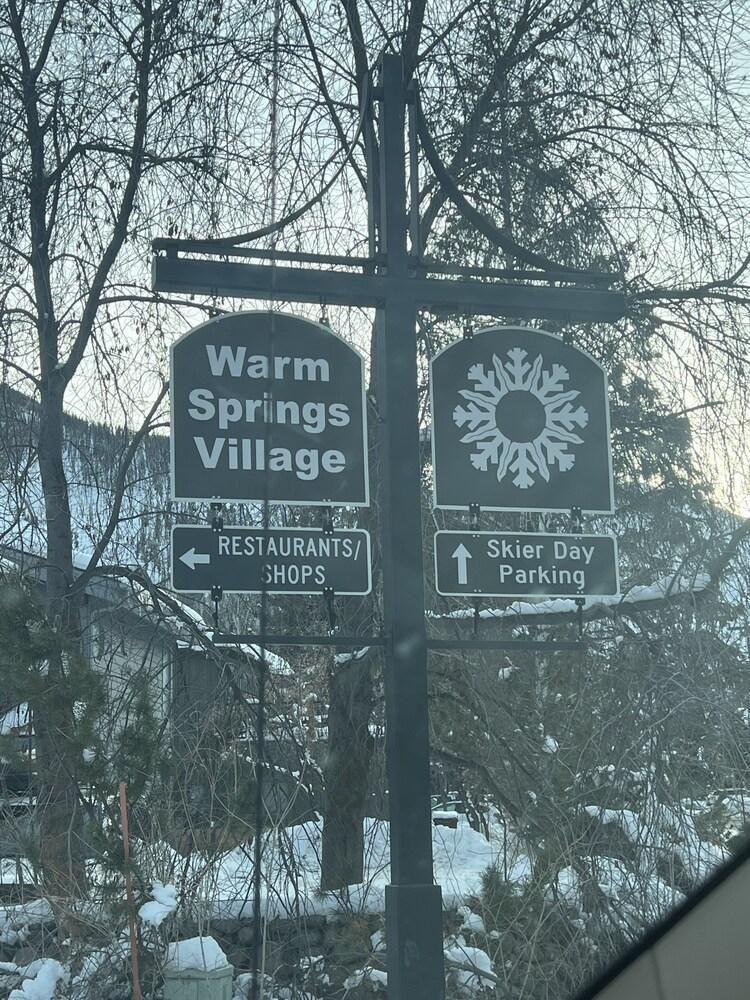 Warm
Springs
Village
RESTAURANTS/
SHOPS
Skier Day
Parking